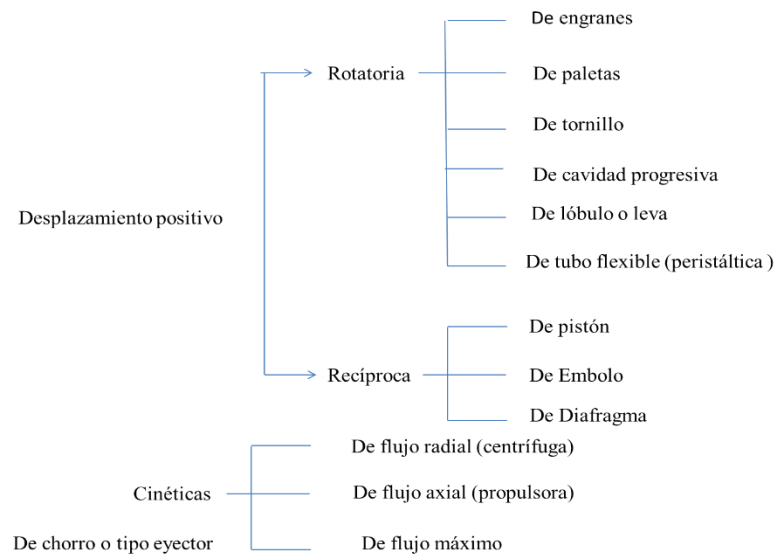 De engranes
Rotatoria
De paletas
De tornillo
De cavidad progresiva
Desplazamiento positivo
De lóbulo o leva
De tubo flexible (peristáltica )
De pistón
Recíproca
De Embolo
De Diafragma
De flujo radial (centrífuga)
Cinéticas
De flujo axial (propulsora)
De chorro o tipo eyector
De flujo máximo